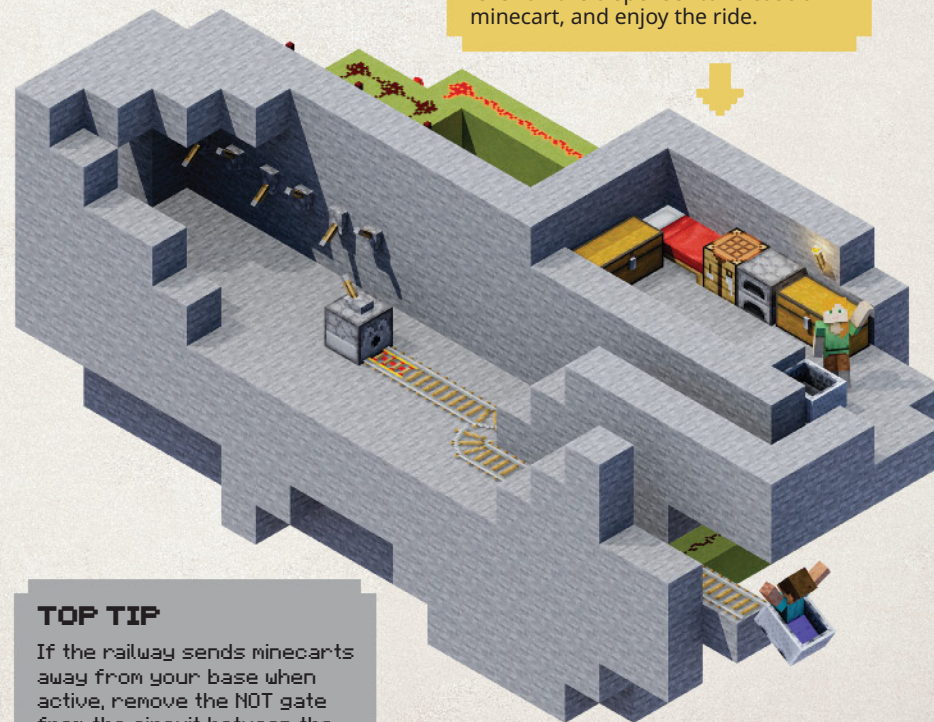 minecart, and enjoy the ride.
TOP TIP
If the railway sends minecarts
away from your base when
active, remove the NOT gate